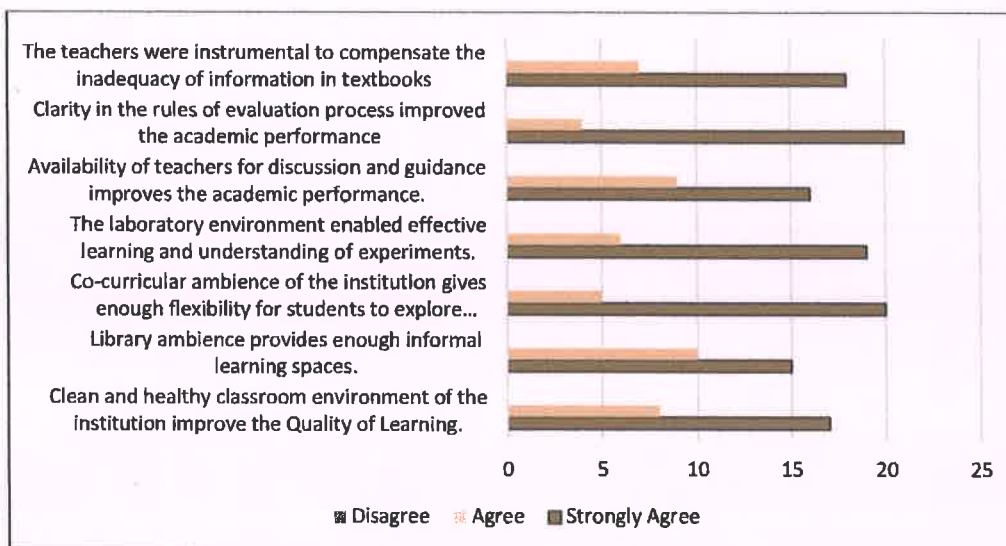 The teachers were instrumental to compensate the
inadequacy of information in textbooks
Clarity in the rules of evaluation process improved
the academic performance
Availability of teachers for discussion and guidance
improves the academic performance.
The laboratory environment enabled effective
learning and understanding of experiments.
Co-curricular ambience of the institution gives
enough flexibility for students to explore...
Library ambience provides enough informal
learning spaces.
Clean and healthy classroom environment of the
institution improve the Quality of Learning.
0 5 10 15 20 25
Disagree Agree Strongly Agree